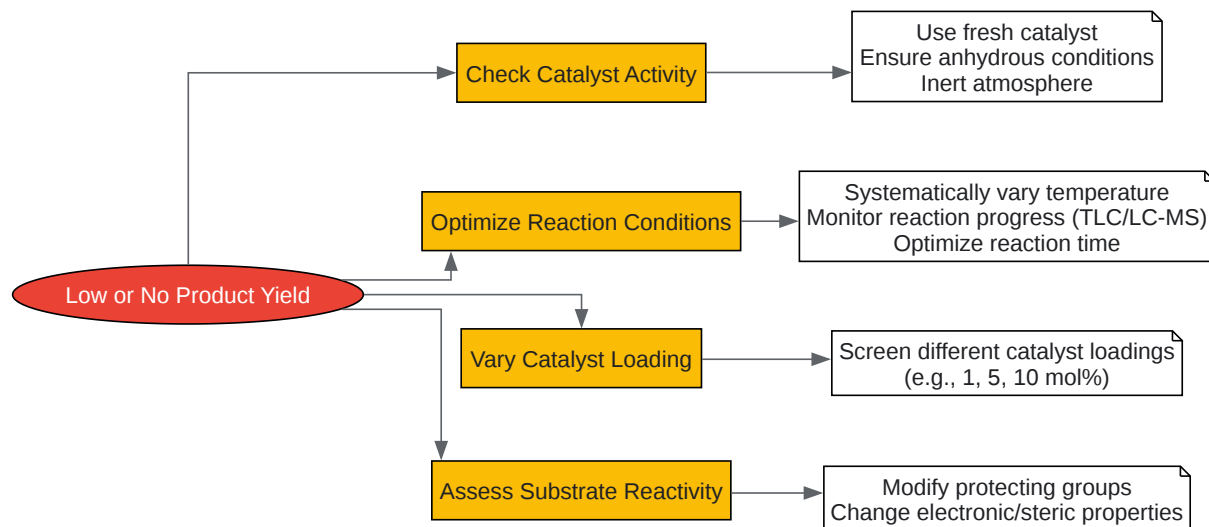 Use fresh catalyst
Ensure anhydrous conditions
Inert atmosphere
Check Catalyst Activity
Systematically vary temperature
Monitor reaction progress (TLC/LC-MS)
Optimize reaction time
Optimize Reaction Conditions
Low or No Product Yield
Vary Catalyst Loading
Screen different catalyst loadings
(e.g., 1, 5, 10 mol%)
Assess Substrate Reactivity
Modify protecting groups
Change electronic/steric properties